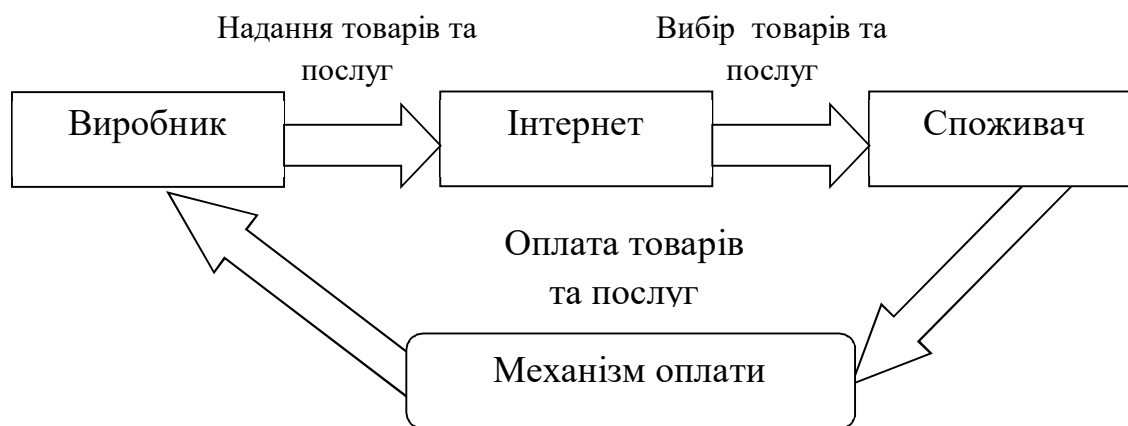 Надання товарів та
послуг
Вибір товарів та
послуг
Виробник
Інтернет
Споживач
Оплата товарів
та послуг
Механізм оплати